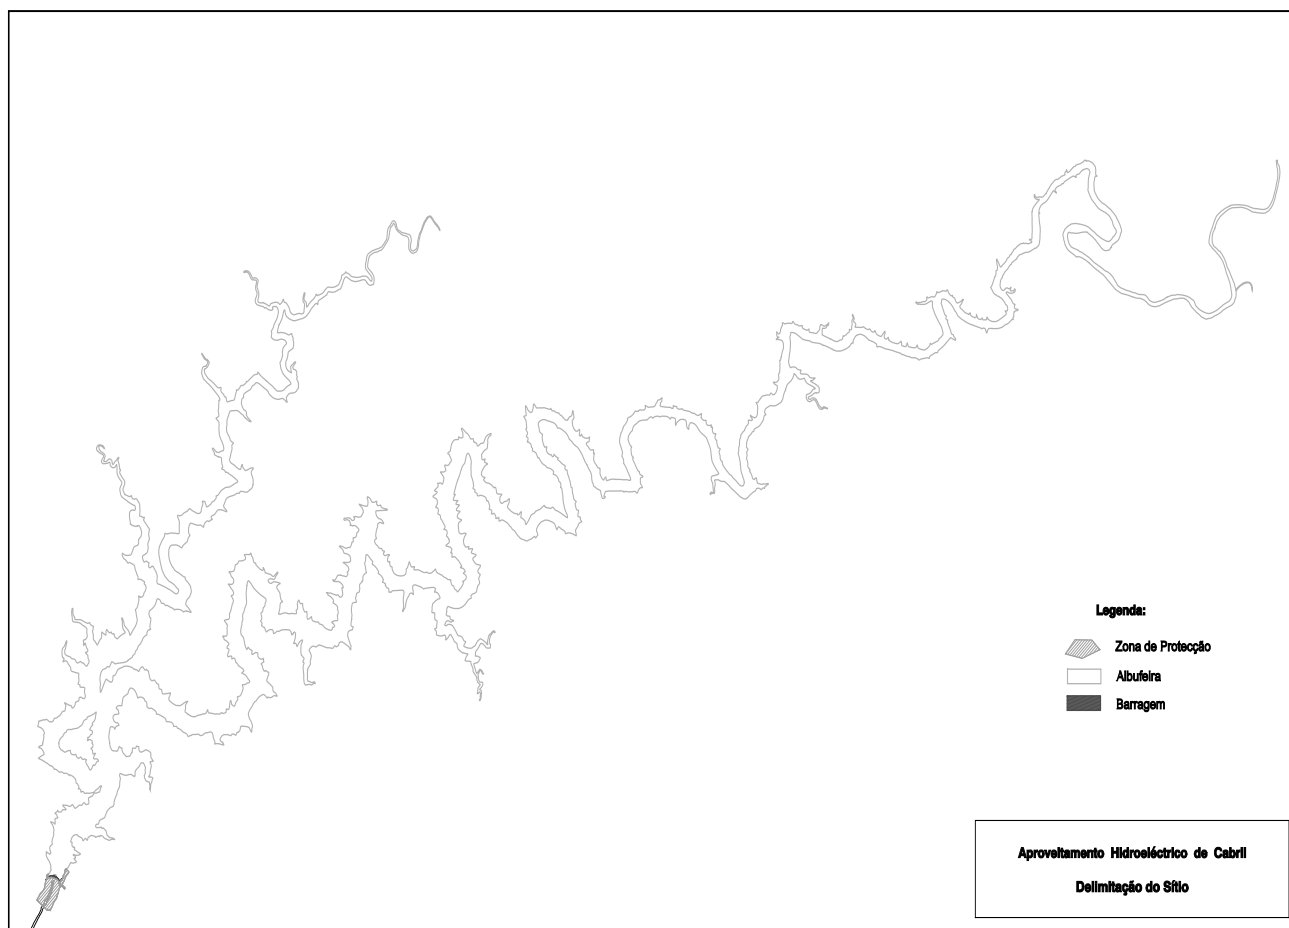 Legenda:
Zona de Protecção
Albufeira
Barragem
Aproveitamento Hidroeléctrico de Cabril
Delimitação do Sítio